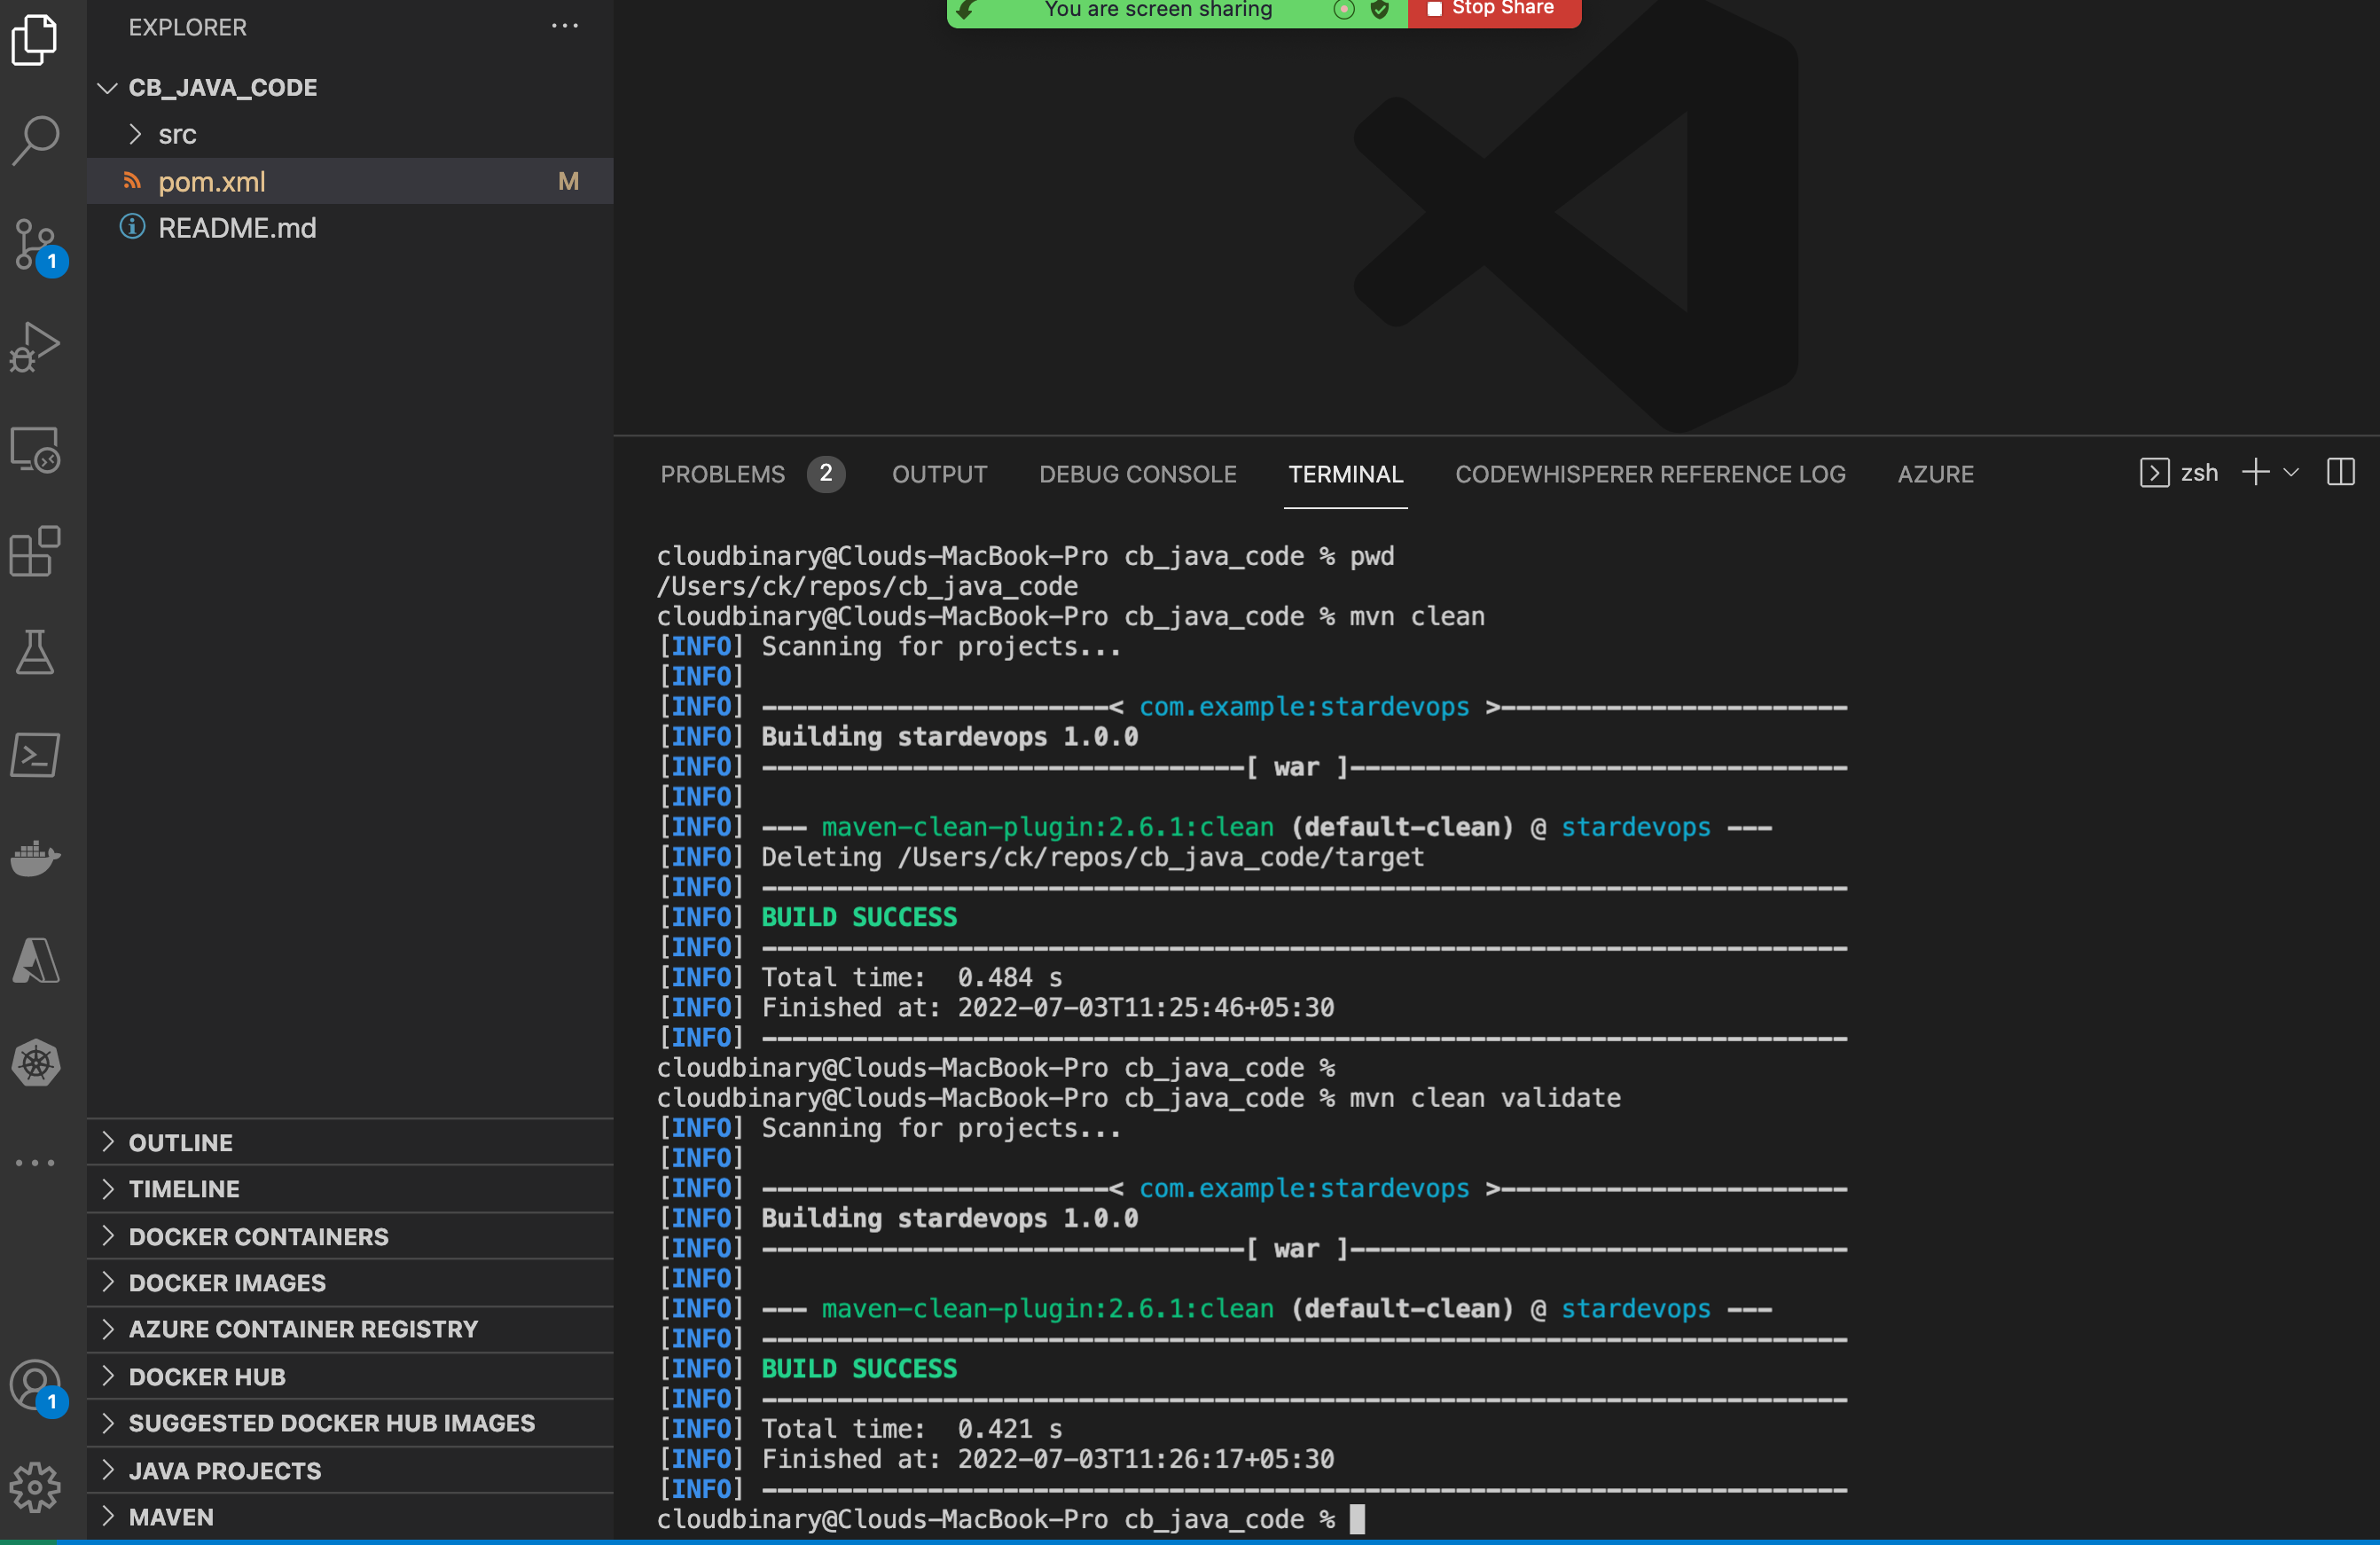 You are screen sharing
Stop Share
EXPLORER
CB_JAVA_CODE
src
pom.xml M
README.md
1
OUTLINE
TIMELINE
DOCKER CONTAINERS
DOCKER IMAGES
AZURE CONTAINER REGISTRY
DOCKER HUB
SUGGESTED DOCKER HUB IMAGES
JAVA PROJECTS
MAVEN
1
PROBLEMS 2 OUTPUT DEBUG CONSOLE TERMINAL CODEWHISPERER REFERENCE LOG AZURE zsh
cloudbinary@Clouds-MacBook-Pro cb_java_code % pwd
/Users/ck/repos/cb_java_code
cloudbinary@Clouds-MacBook-Pro cb_java_code % mvn clean
[INFO] Scanning for projects...
[INFO]
[INFO] -----------------------< com.example:stardevops >-----------------------
[INFO] Building stardevops 1.0.0
[INFO] --------------------------------[ war ]---------------------------------
[INFO]
[INFO] --- maven-clean-plugin:2.6.1:clean (default-clean) @ stardevops ---
[INFO] Deleting /Users/ck/repos/cb_java_code/target
[INFO] ------------------------------------------------------------------------
[INFO] BUILD SUCCESS
[INFO] ------------------------------------------------------------------------
[INFO] Total time:  0.484 s
[INFO] Finished at: 2022-07-03T11:25:46+05:30
[INFO] ------------------------------------------------------------------------
cloudbinary@Clouds-MacBook-Pro cb_java_code %
cloudbinary@Clouds-MacBook-Pro cb_java_code % mvn clean validate
[INFO] Scanning for projects...
[INFO]
[INFO] -----------------------< com.example:stardevops >-----------------------
[INFO] Building stardevops 1.0.0
[INFO] --------------------------------[ war ]---------------------------------
[INFO]
[INFO] --- maven-clean-plugin:2.6.1:clean (default-clean) @ stardevops ---
[INFO] ------------------------------------------------------------------------
[INFO] BUILD SUCCESS
[INFO] ------------------------------------------------------------------------
[INFO] Total time:  0.421 s
[INFO] Finished at: 2022-07-03T11:26:17+05:30
[INFO] ------------------------------------------------------------------------
cloudbinary@Clouds-MacBook-Pro cb_java_code %